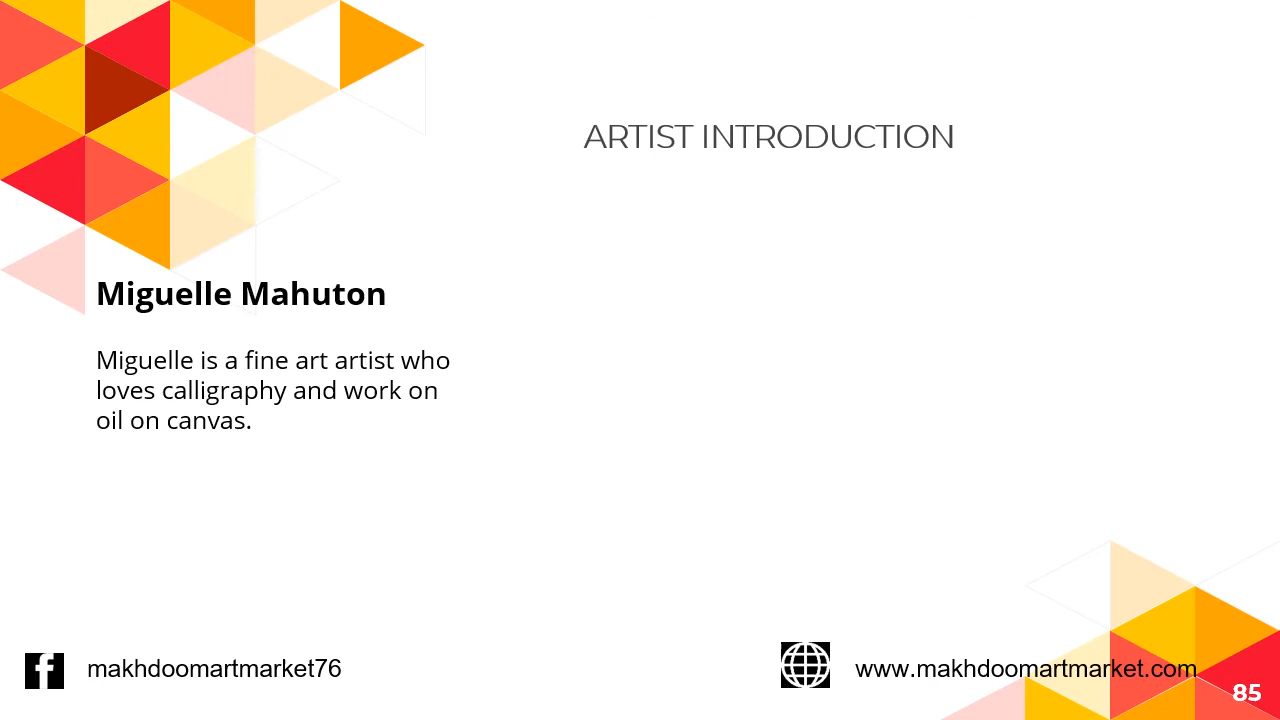 ARTIST INTRODUCTION
Miguelle Mahuton
Miguelle is a fine art artist who
loves calligraphy and work on
oil on canvas.
makhdoomartmarket76
www.makhdoomartmarket.com
85